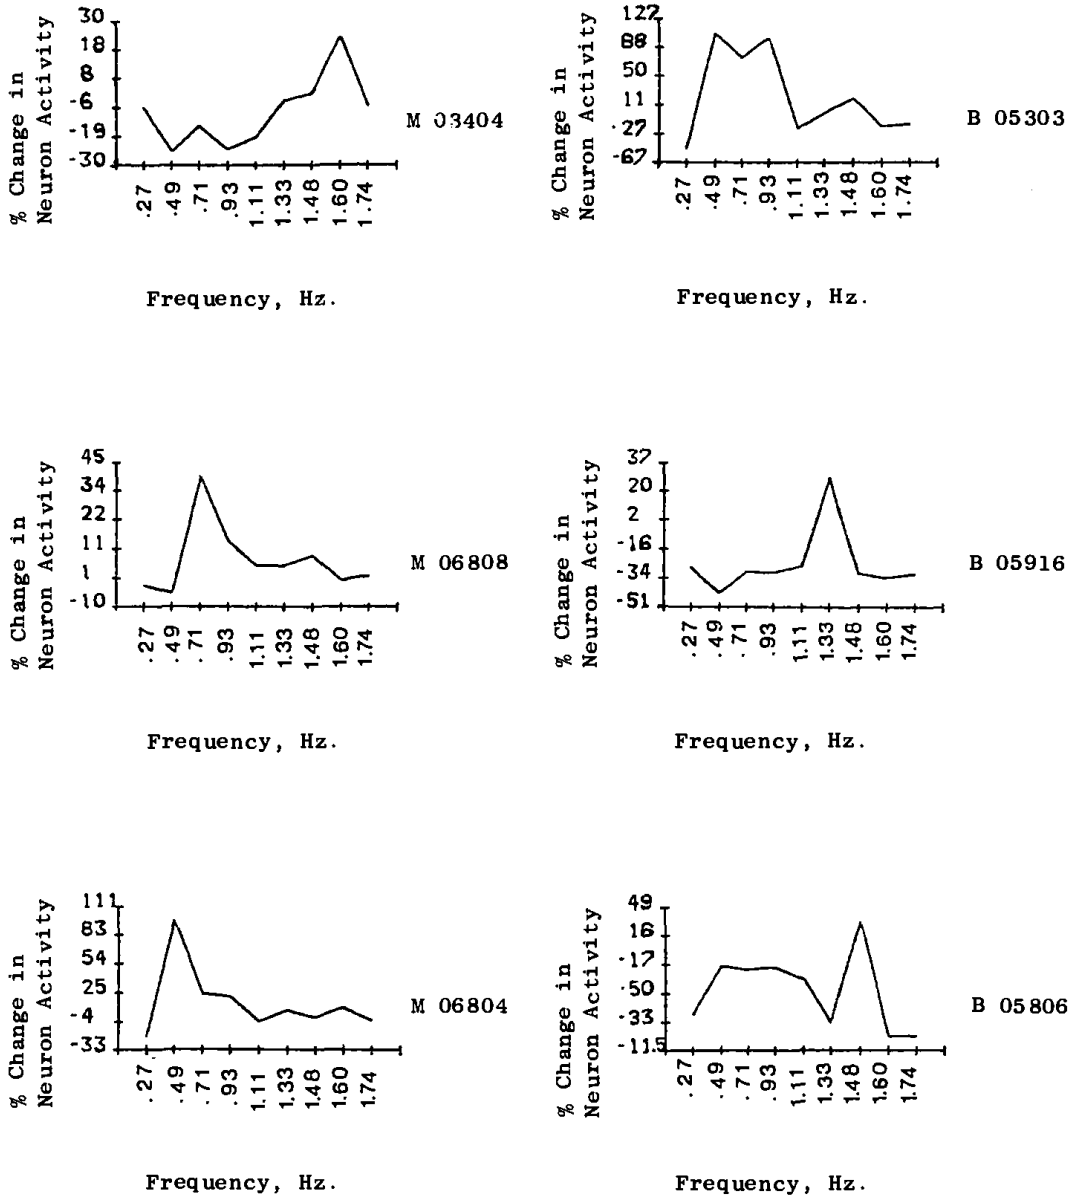 % Change in
Neuron Activity
30
18
8
-6
-19
-30
.27 .49 .71 .93 1.11 1.33 1.48 1.60 1.74
Frequency, Hz.
M 03404
% Change in
Neuron Activity
127
88
50
11
-27
-67
.27 .49 .71 .93 1.11 1.33 1.48 1.60 1.74
Frequency, Hz.
B 05303
% Change in
Neuron Activity
45
34
22
11
1
-10
.27 .49 .71 .93 1.11 1.33 1.48 1.60 1.74
Frequency, Hz.
M 06808
% Change in
Neuron Activity
37
20
2
-16
-34
-51
.27 .49 .71 .93 1.11 1.33 1.48 1.60 1.74
Frequency, Hz.
B 05916
% Change in
Neuron Activity
111
83
54
25
-4
-33
.27 .49 .71 .93 1.11 1.33 1.48 1.60 1.74
Frequency, Hz.
M 06804
% Change in
Neuron Activity
49
16
-17
-50
-33
-115
.27 .49 .71 .93 1.11 1.33 1.48 1.60 1.74
Frequency, Hz.
B 05806